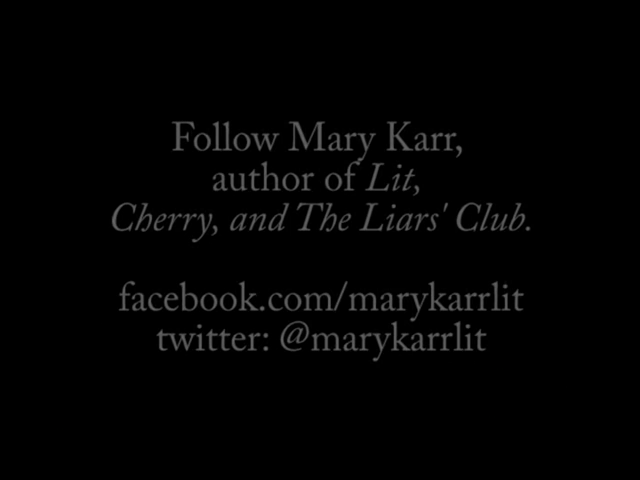 Follow Mary Karr,
author of Lit,
Cherry, and The Liars' Club.
facebook.com/marykarrlit
twitter: @marykarrlit